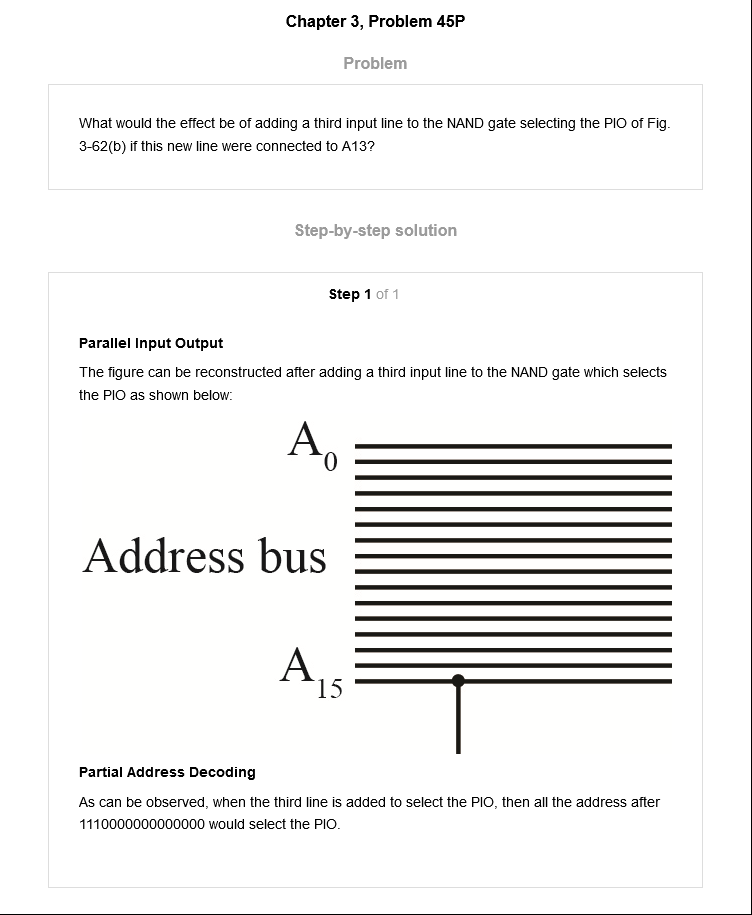 Chapter 3, Problem 45P
Problem
What would the effect be of adding a third input line to the NAND gate selecting the PIO of Fig.
3-62(b) if this new line were connected to A13?
Step-by-step solution
Step 1 of 1
Parallel Input Output
The figure can be reconstructed after adding a third input line to the NAND gate which selects
the PIO as shown below:
A0
Address bus
A15
Partial Address Decoding
As can be observed, when the third line is added to select the PIO, then all the address after
1110000000000000 would select the PIO.